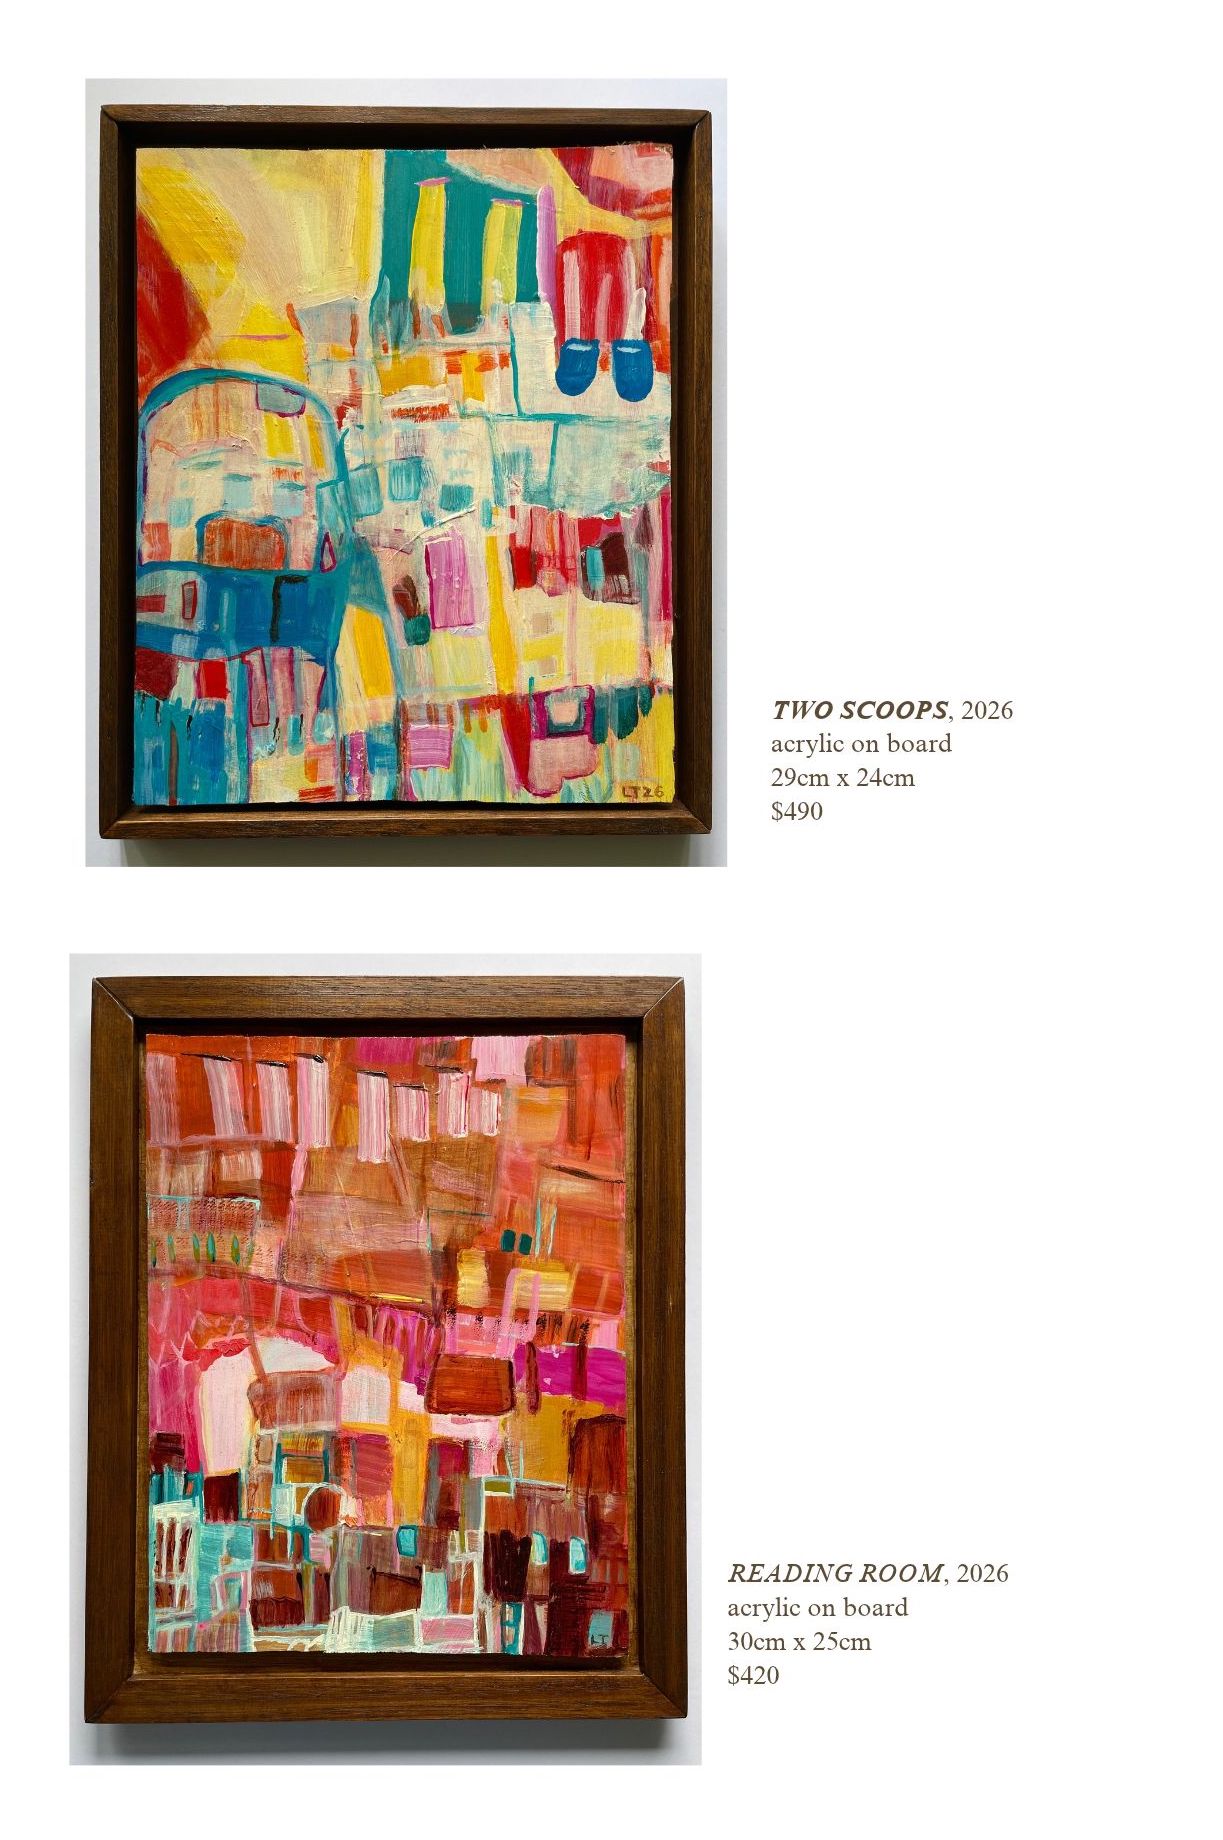 TWO SCOOPS, 2026
acrylic on board
29cm x 24cm
$490
LT26
READING ROOM, 2026
acrylic on board
30cm x 25cm
$420
LT